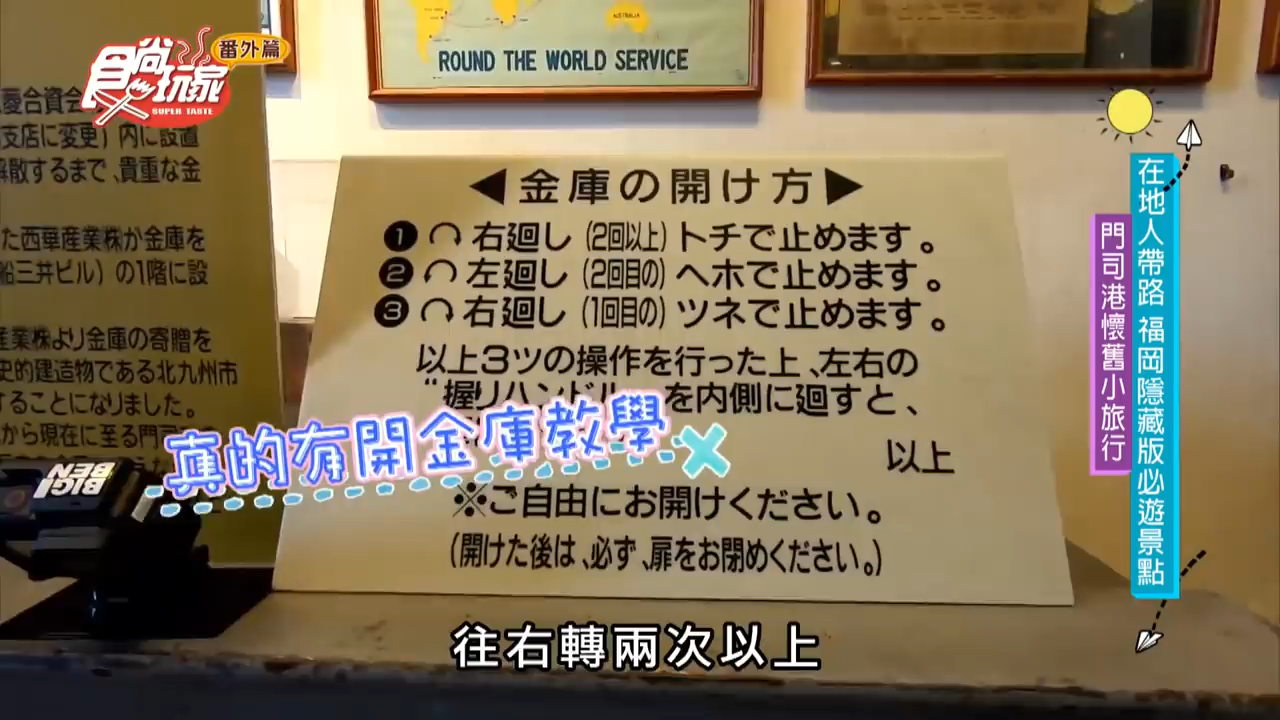 食尚玩家
SUPER TASTE
番外篇
ROUND THE WORLD SERVICE
AUSTRALIA
合資会
支店に変更）内に設置
解散するまで、貴重な金
た西華産業株が金庫を
船三井ビル）の1階に設
産業株より金庫の寄贈を
史的建造物である北九州市
することになりました。
から現在に至る門司
◀金庫の開け方▶
❶ 右廻し（2回以上）トチで止めます。
❷ 左廻し（2回目の）ヘホで止めます。
❸ 右廻し（1回目の）ツネで止めます。
以上3ツの操作を行った上、左右の
“握りハンドル を内側に廻すと、
以上
※ご自由にお開けください。
（開けた後は、必ず、扉をお閉めください。）
真的有開金庫教學
BIG BEN
在地人帶路 福岡隱藏版必遊景點
門司港懷舊小旅行
往右轉兩次以上